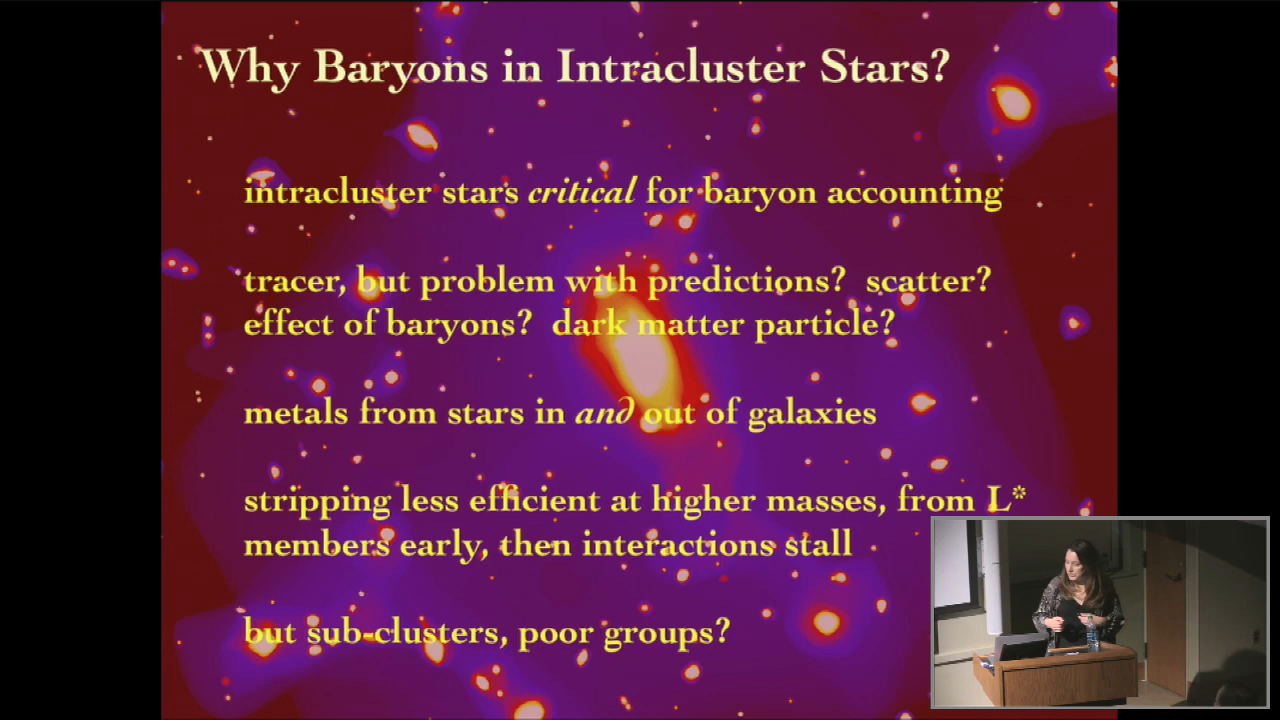 Why Baryons in Intracluster Stars?
intracluster stars critical for baryon accounting
tracer, but problem with predictions? scatter?
effect of baryons? dark matter particle?
metals from stars in and out of galaxies
stripping less efficient at higher masses, from L*
members early, then interactions stall
but sub-clusters, poor groups?